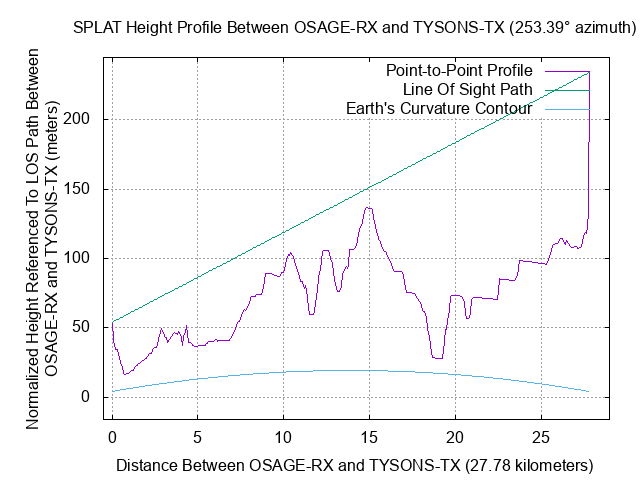 SPLAT Height Profile Between OSAGE-RX and TYSONS-TX (253.39° azimuth)
Point-to-Point Profile
Line Of Sight Path
Earth's Curvature Contour
Normalized Height Referenced To LOS Path Between
OSAGE-RX and TYSONS-TX (meters)
200
150
100
50
0
0 5 10 15 20 25
Distance Between OSAGE-RX and TYSONS-TX (27.78 kilometers)